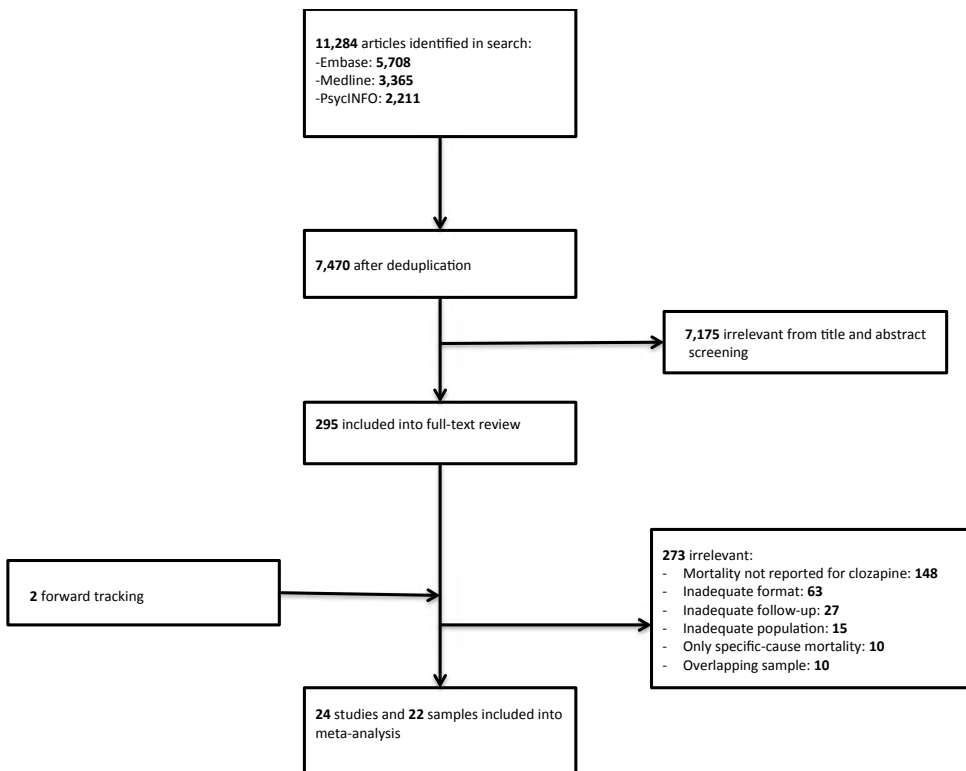 11,284 articles identified in search:
-Embase: 5,708
-Medline: 3,365
-PsycINFO: 2,211
7,470 after deduplication
7,175 irrelevant from title and abstract
screening
295 included into full-text review
2 forward tracking
273 irrelevant:
- Mortality not reported for clozapine: 148
- Inadequate format: 63
- Inadequate follow-up: 27
- Inadequate population: 15
- Only specific-cause mortality: 10
- Overlapping sample: 10
24 studies and 22 samples included into
meta-analysis